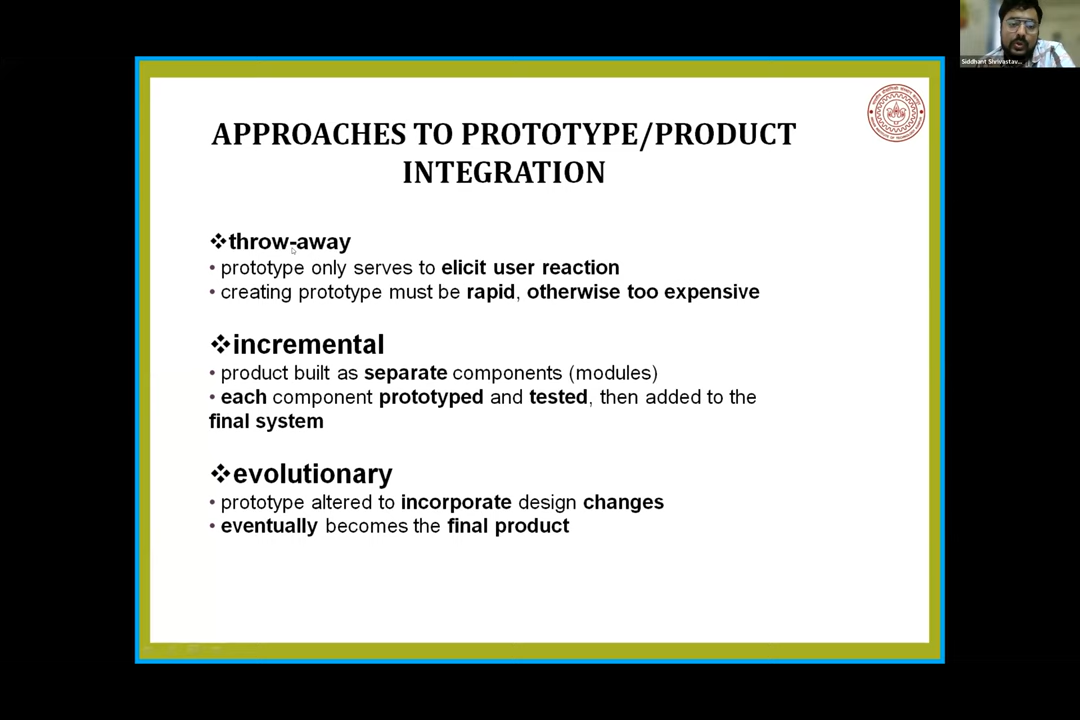 Siddhant Shrivastav...
APPROACHES TO PROTOTYPE/PRODUCT
INTEGRATION
❖throw-away
• prototype only serves to elicit user reaction
• creating prototype must be rapid, otherwise too expensive
❖incremental
• product built as separate components (modules)
• each component prototyped and tested, then added to the
final system
❖evolutionary
• prototype altered to incorporate design changes
• eventually becomes the final product